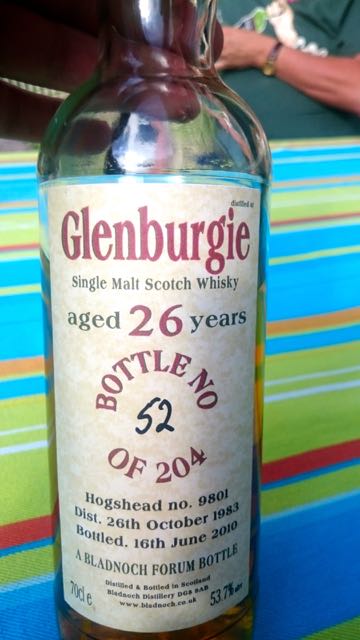 distilled at
Glenburgie
Single Malt Scotch Whisky
aged 26 years
BOTTLE NO
52
OF 204
Hogshead no. 9801
Dist. 26th October 1983
Bottled. 16th June 2010
A BLADNOCH FORUM BOTTLE
Distilled & Bottled in Scotland
Bladnoch Distillery DG8 8AB
70cl e www.bladnoch.co.uk 53.7% abv